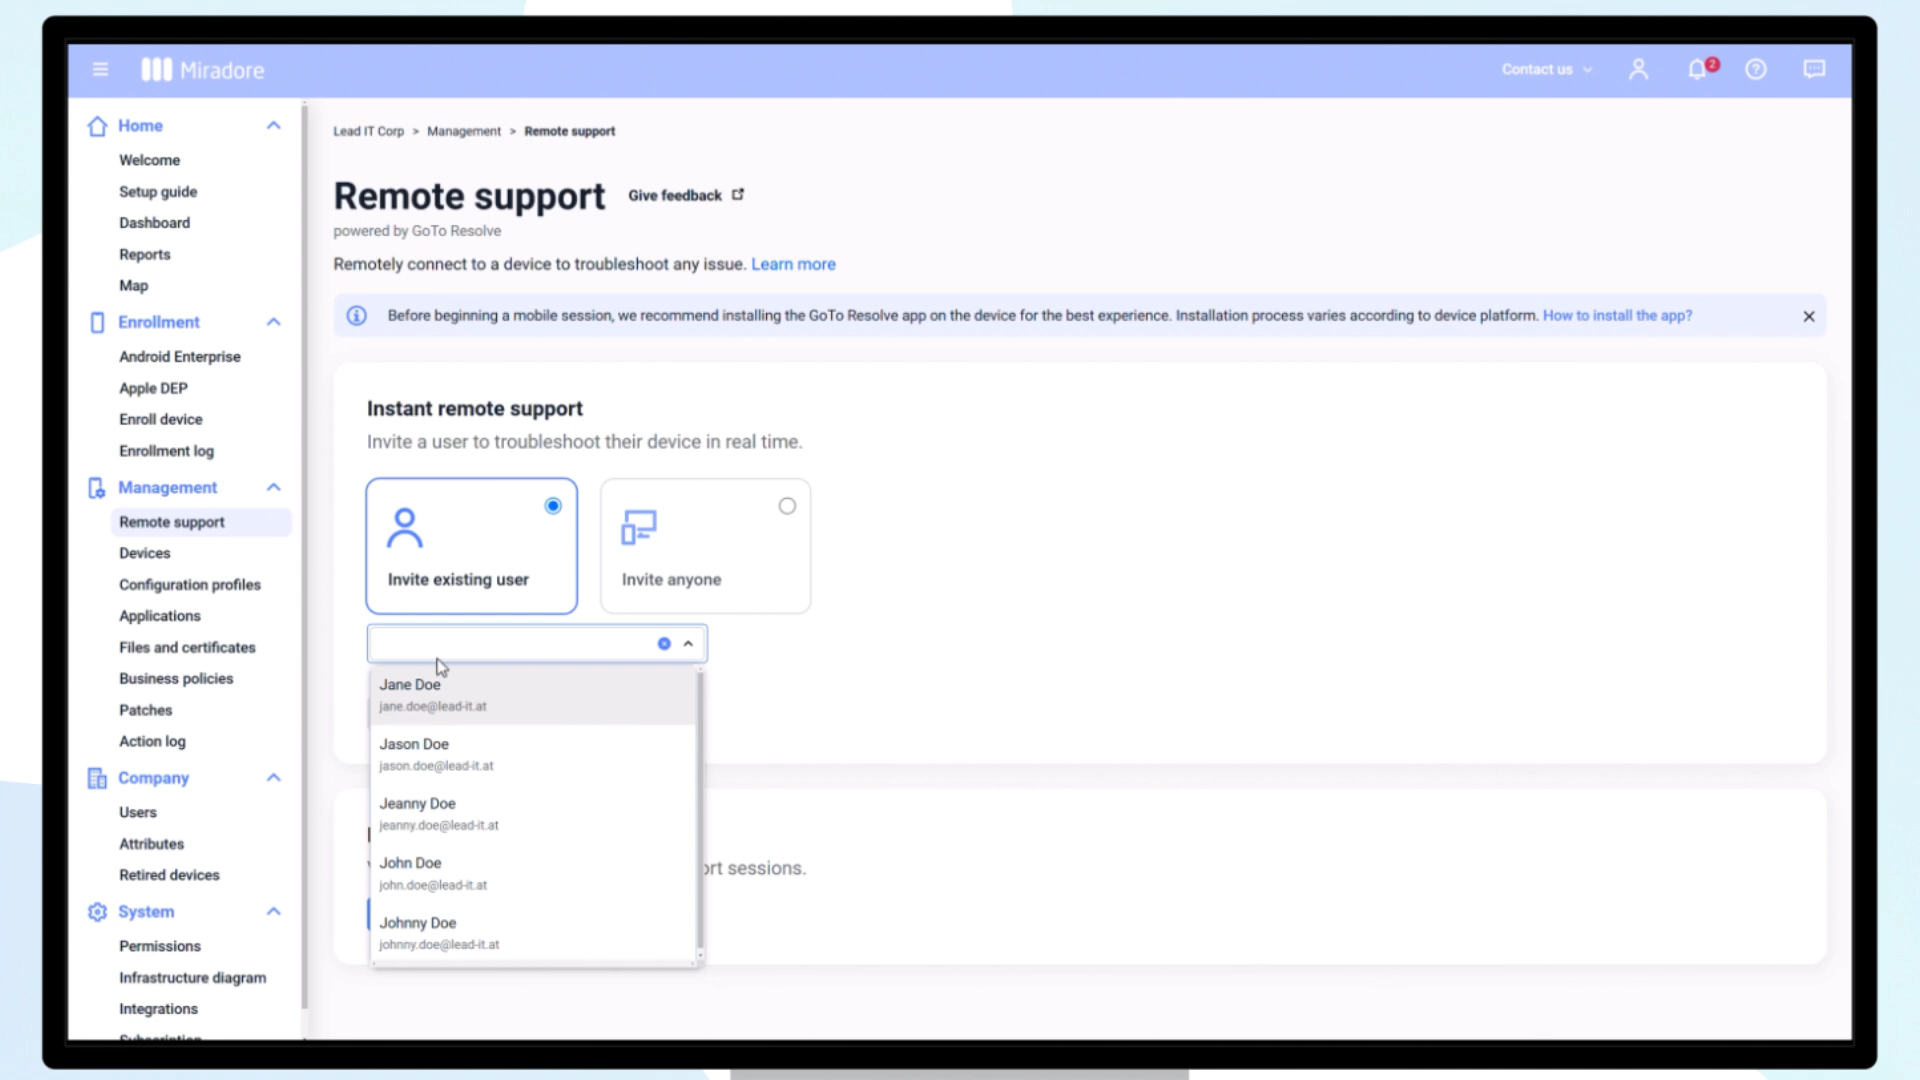 Miradore
Contact us
2
Home
Welcome
Setup guide
Dashboard
Reports
Map
Enrollment
Android Enterprise
Apple DEP
Enroll device
Enrollment log
Management
Remote support
Devices
Configuration profiles
Applications
Files and certificates
Business policies
Patches
Action log
Company
Users
Attributes
Retired devices
System
Permissions
Infrastructure diagram
Integrations
Subscription
Lead IT Corp > Management > Remote support
Remote support Give feedback
powered by GoTo Resolve
Remotely connect to a device to troubleshoot any issue. Learn more
Before beginning a mobile session, we recommend installing the GoTo Resolve app on the device for the best experience. Installation process varies according to device platform. How to install the app?
Instant remote support
Invite a user to troubleshoot their device in real time.
Invite existing user
Invite anyone
Jane Doe
jane.doe@lead-it.at
Jason Doe
jason.doe@lead-it.at
Jeanny Doe
jeanny.doe@lead-it.at
John Doe
john.doe@lead-it.at
Johnny Doe
johnny.doe@lead-it.at
ort sessions.